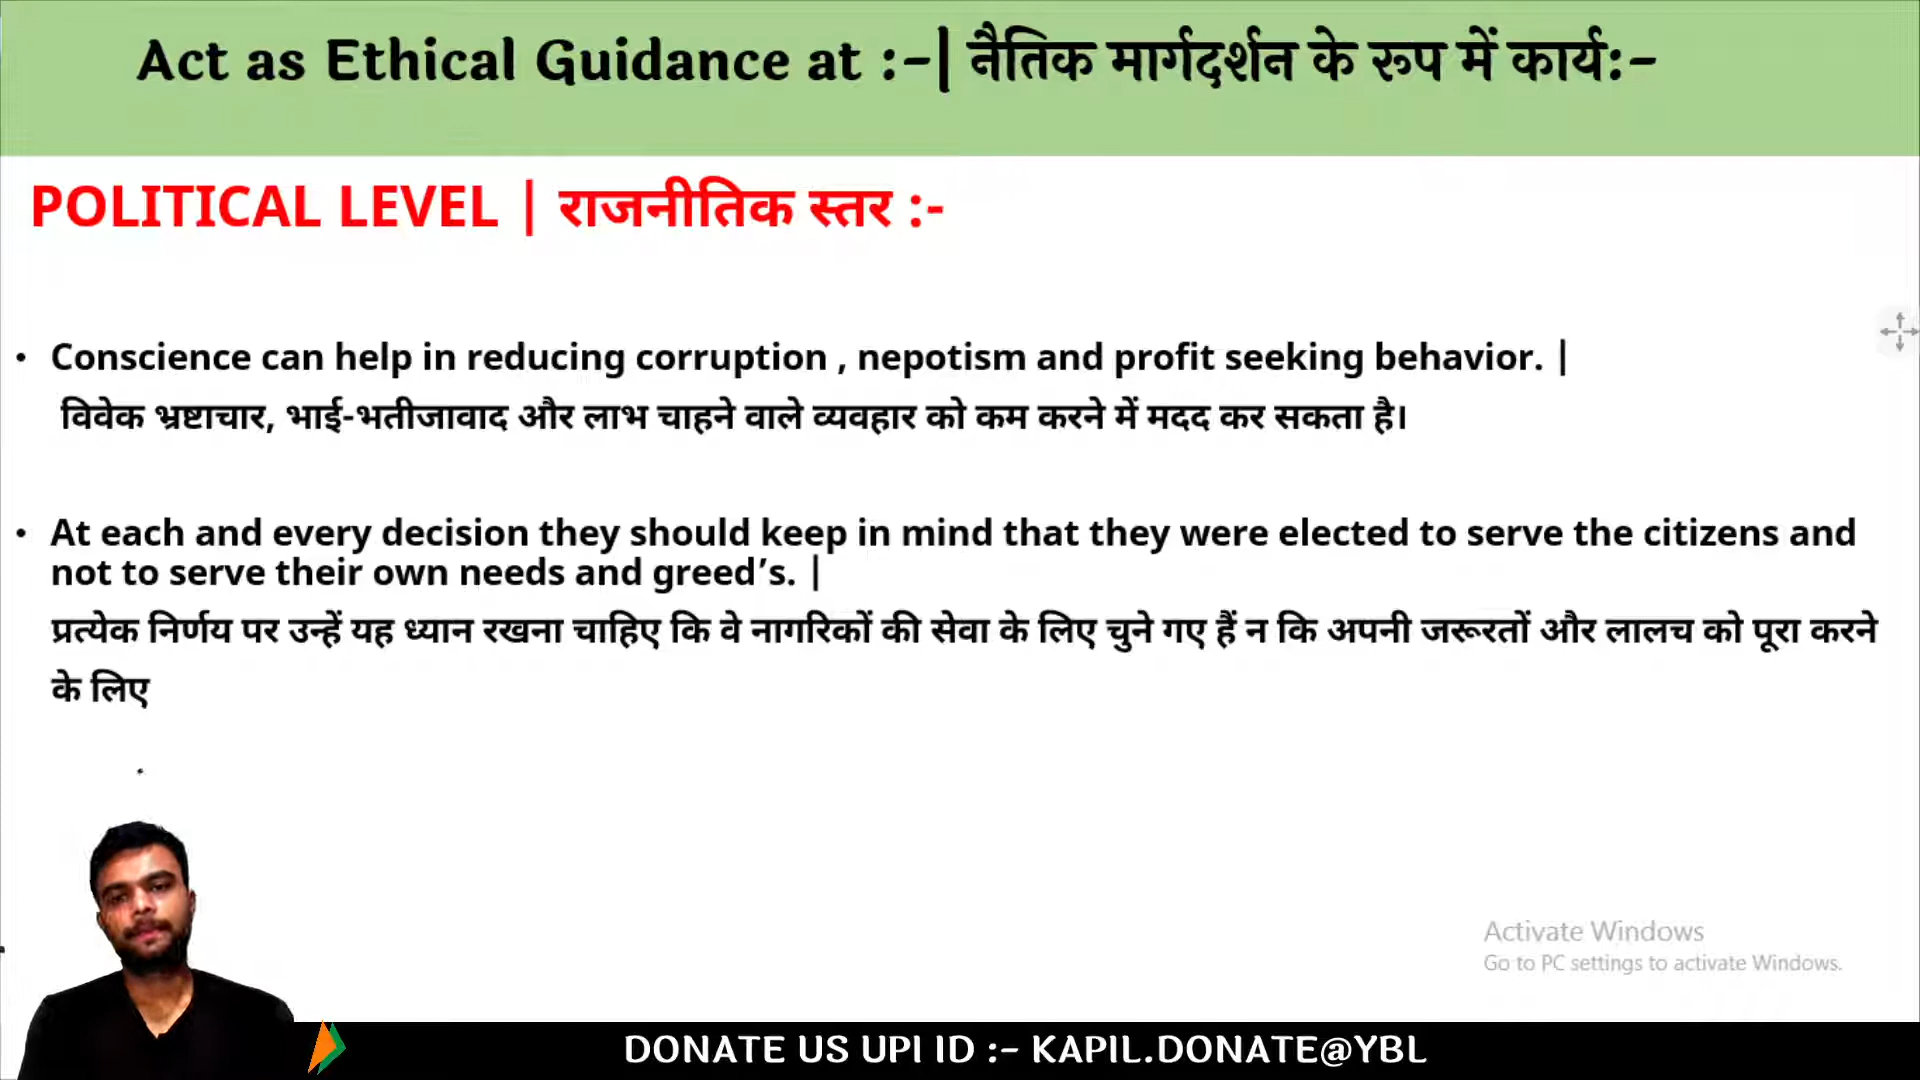 Act as Ethical Guidance at :-| नैतिक मार्गदर्शन के रूप में कार्य:-
POLITICAL LEVEL | राजनीतिक स्तर :-
• Conscience can help in reducing corruption , nepotism and profit seeking behavior. |
विवेक भ्रष्टाचार, भाई-भतीजावाद और लाभ चाहने वाले व्यवहार को कम करने में मदद कर सकता है।
• At each and every decision they should keep in mind that they were elected to serve the citizens and
not to serve their own needs and greed’s. |
प्रत्येक निर्णय पर उन्हें यह ध्यान रखना चाहिए कि वे नागरिकों की सेवा के लिए चुने गए हैं न कि अपनी जरूरतों और लालच को पूरा करने
के लिए
Activate Windows
Go to PC settings to activate Windows.
DONATE US UPI ID :- KAPIL.DONATE@YBL